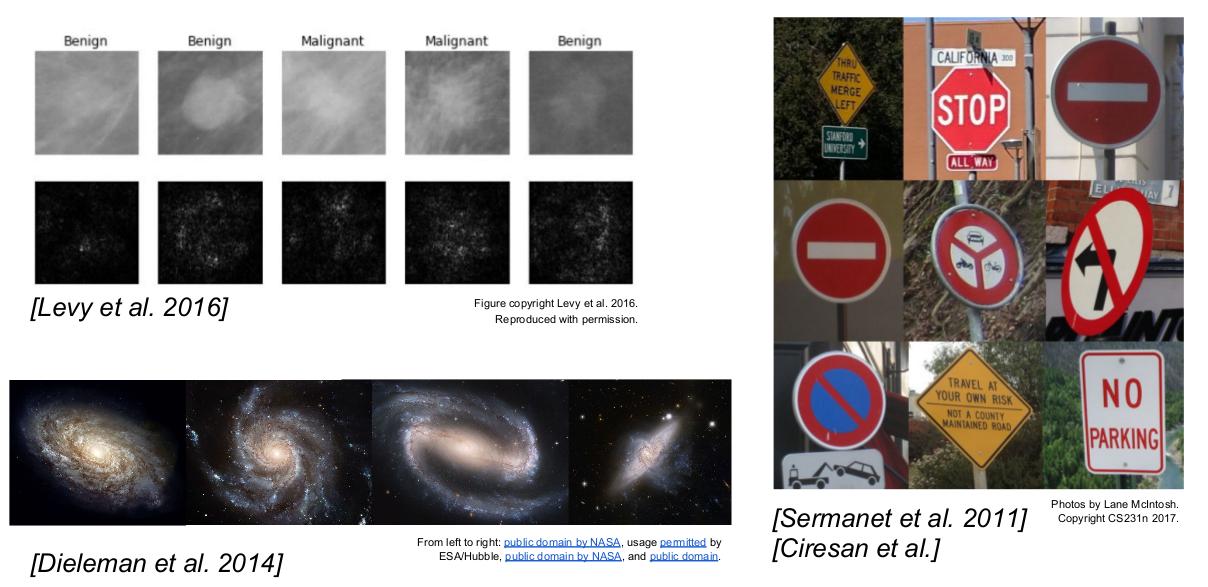 Benign
Benign
Malignant
Malignant
Benign
[Levy et al. 2016]
Figure copyright Levy et al. 2016.
Reproduced with permission.
[Dieleman et al. 2014]
From left to right: public domain by NASA, usage permitted by
ESA/Hubble, public domain by NASA, and public domain.
THRU
TRAFFIC
MERGE
LEFT
STANFORD
UNIVERSITY
CALIFORNIA 300
STOP
ALL WAY
TRAVEL AT
YOUR OWN RISK
NOT A COUNTY
MAINTAINED ROAD
NO
PARKING
[Sermanet et al. 2011]
[Ciresan et al.]
Photos by Lane McIntosh.
Copyright CS231n 2017.